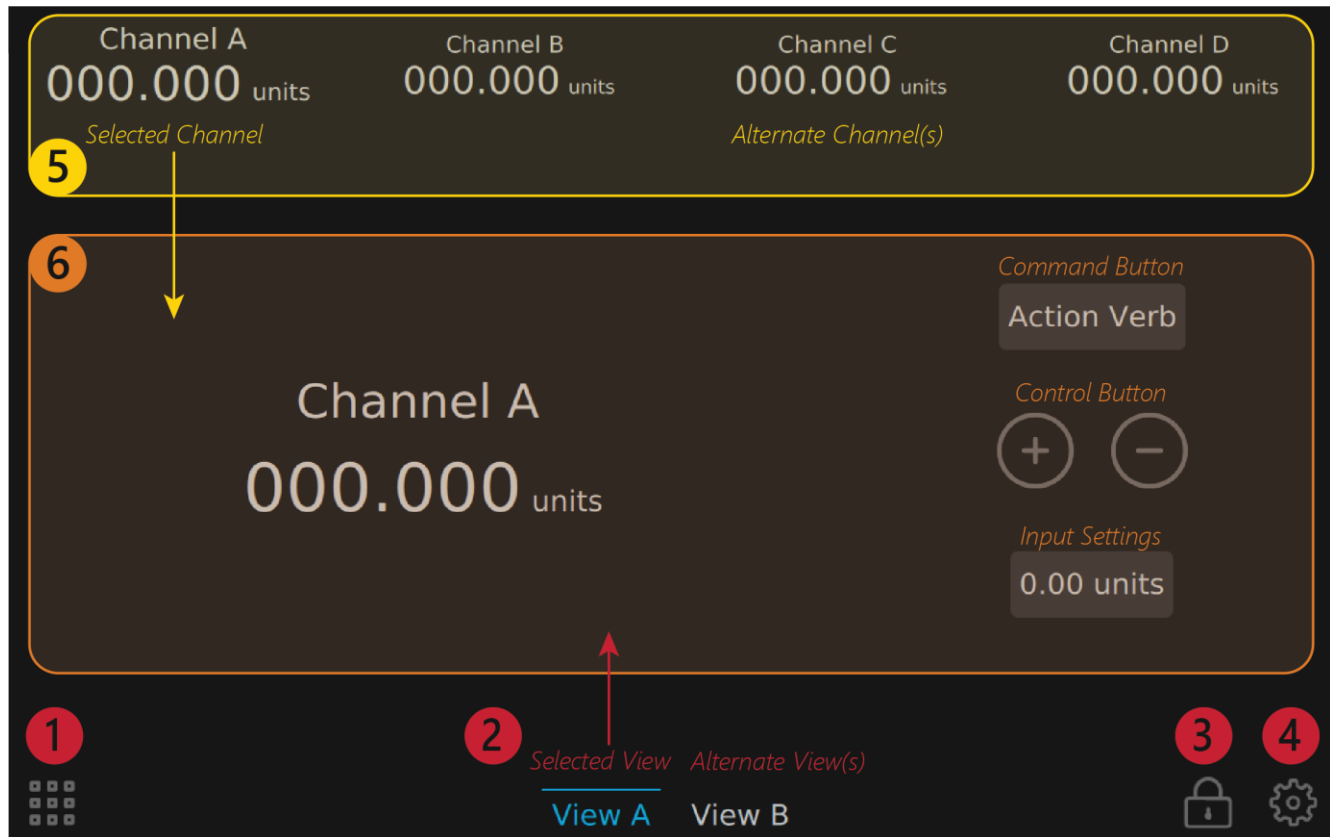 Channel A
000.000 units
Selected Channel
Channel B
000.000 units
Channel C
000.000 units
Alternate Channel(s)
Channel D
000.000 units
5
6
Channel A
000.000 units
Command Button
Action Verb
Control Button
+ −
Input Settings
0.00 units
1
2
Selected View Alternate View(s)
View A View B
3
4